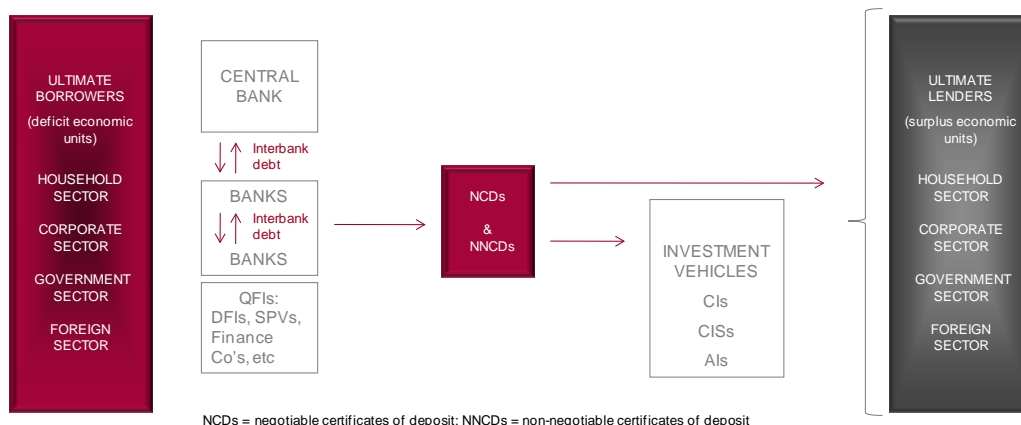 ULTIMATE
BORROWERS
(deficit economic
units)
HOUSEHOLD
SECTOR
CORPORATE
SECTOR
GOVERNMENT
SECTOR
FOREIGN
SECTOR
CENTRAL
BANK
Interbank
debt
BANKS
Interbank
debt
BANKS
QFIs:
DFIs, SPVs,
Finance
Co's, etc
NCDs
&
NNCDs
INVESTMENT
VEHICLES
CIs
CISs
AIs
ULTIMATE
LENDERS
(surplus economic
units)
HOUSEHOLD
SECTOR
CORPORATE
SECTOR
GOVERNMENT
SECTOR
FOREIGN
SECTOR
NCDs = negotiable certificates of deposit; NNCDs = non-negotiable certificates of deposit